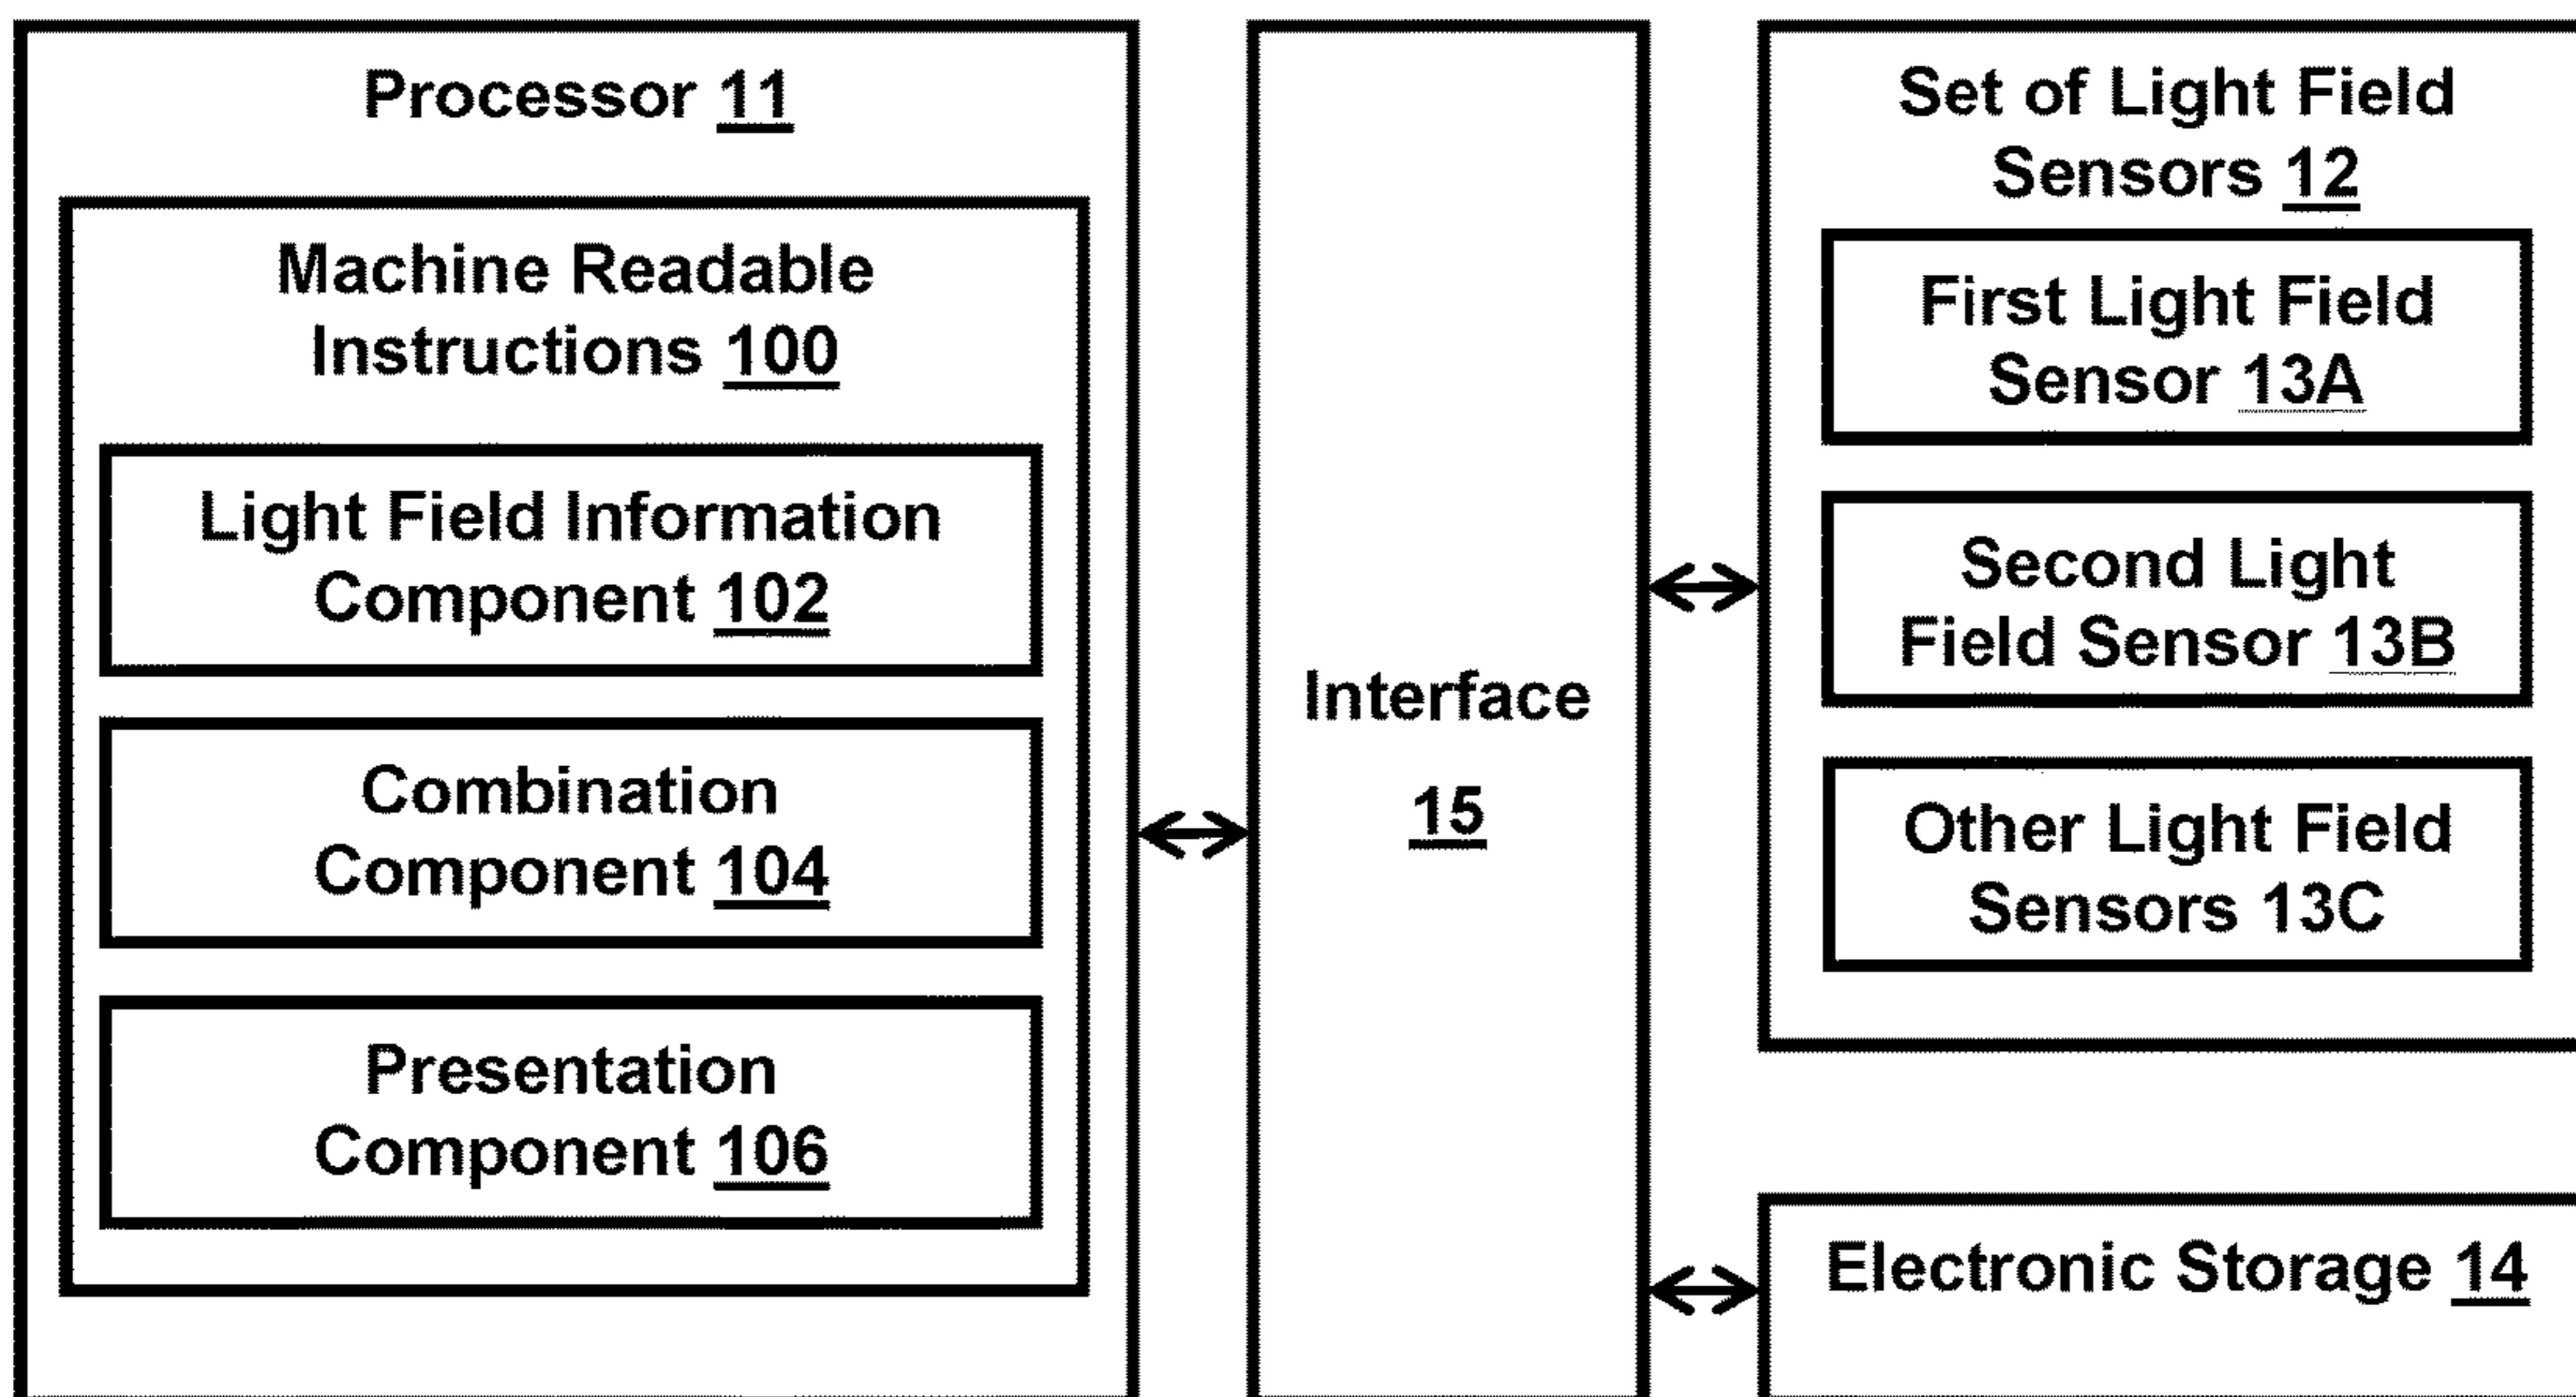 Processor 11
Machine Readable
Instructions 100
Light Field Information
Component 102
Combination
Component 104
Presentation
Component 106
Interface
15
Set of Light Field
Sensors 12
First Light Field
Sensor 13A
Second Light
Field Sensor 13B
Other Light Field
Sensors 13C
Electronic Storage 14